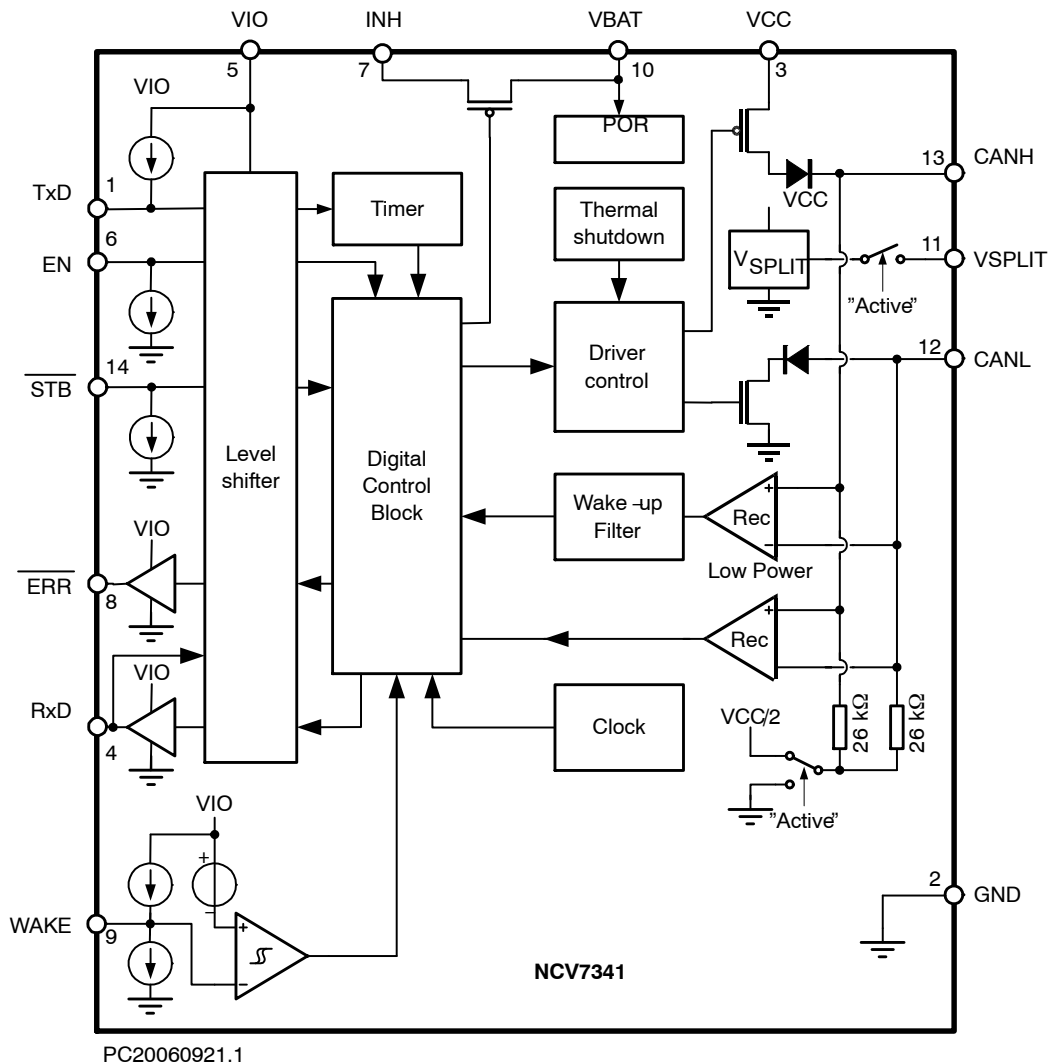 VIO
INH
VBAT
VCC
5
7
10
3
VIO
POR
13
CANH
TxD
1
Timer
Thermal
shutdown
VCC
6
EN
VSPLIT
11
VSPLIT
"Active"
14
STB
Driver
control
12
CANL
Level
shifter
Digital
Control
Block
Wake-up
Filter
+
Rec
−
Low Power
VIO
ERR
8
+
Rec
−
VIO
RxD
4
Clock
VCC/2
26 kΩ
26 kΩ
"Active"
VIO
+
−
WAKE
9
+
−
2
GND
NCV7341
PC20060921.1